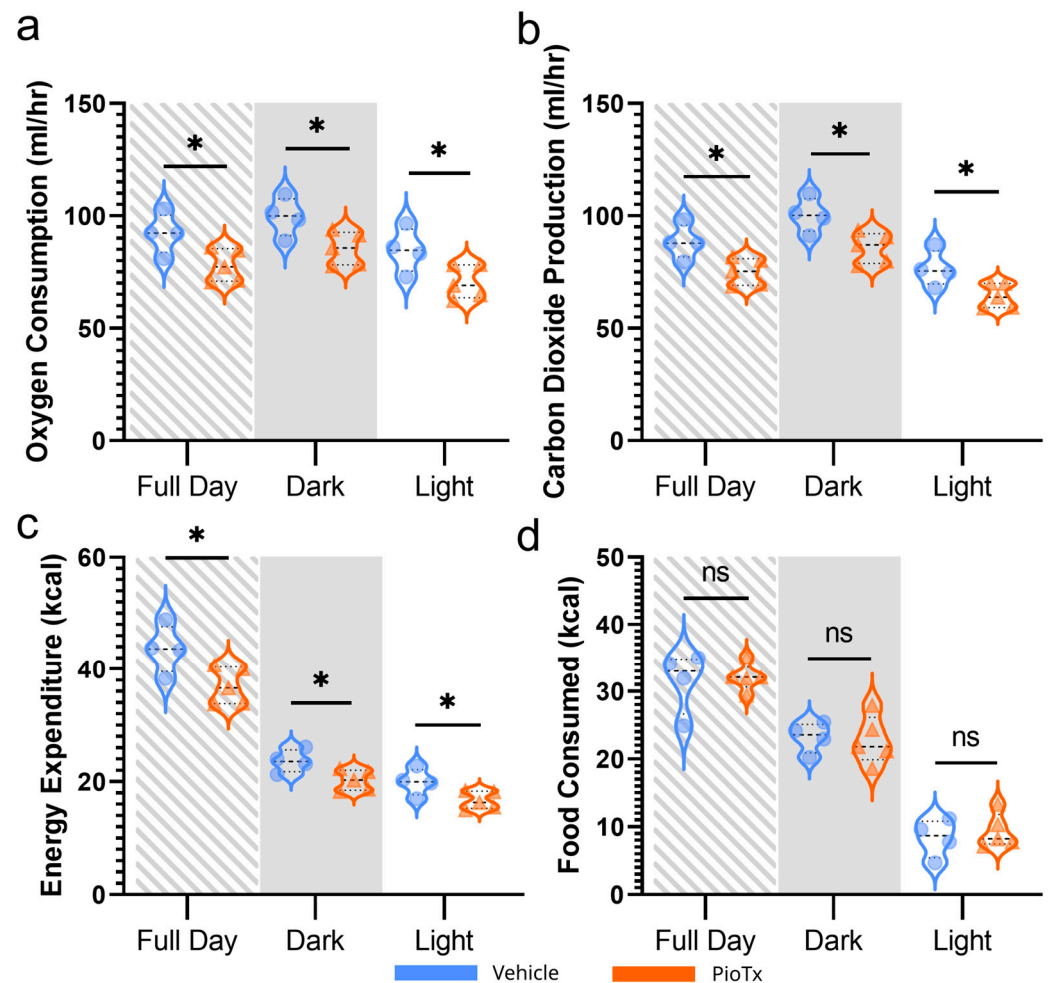 a
Oxygen Consumption (ml/hr)
150
100
50
0
*
*
*
Full Day
Dark
Light
b
Carbon Dioxide Production (ml/hr)
150
100
50
0
*
*
*
Full Day
Dark
Light
c
Energy Expenditure (kcal)
60
40
20
0
*
*
*
Full Day
Dark
Light
d
Food Consumed (kcal)
50
40
30
20
10
0
ns
ns
ns
Full Day
Dark
Light
Vehicle
PioTx